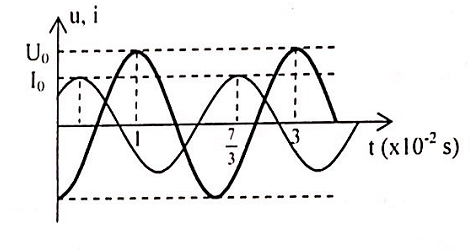 u, i
U₀
I₀
1
7/3
3
t (x10⁻² s)